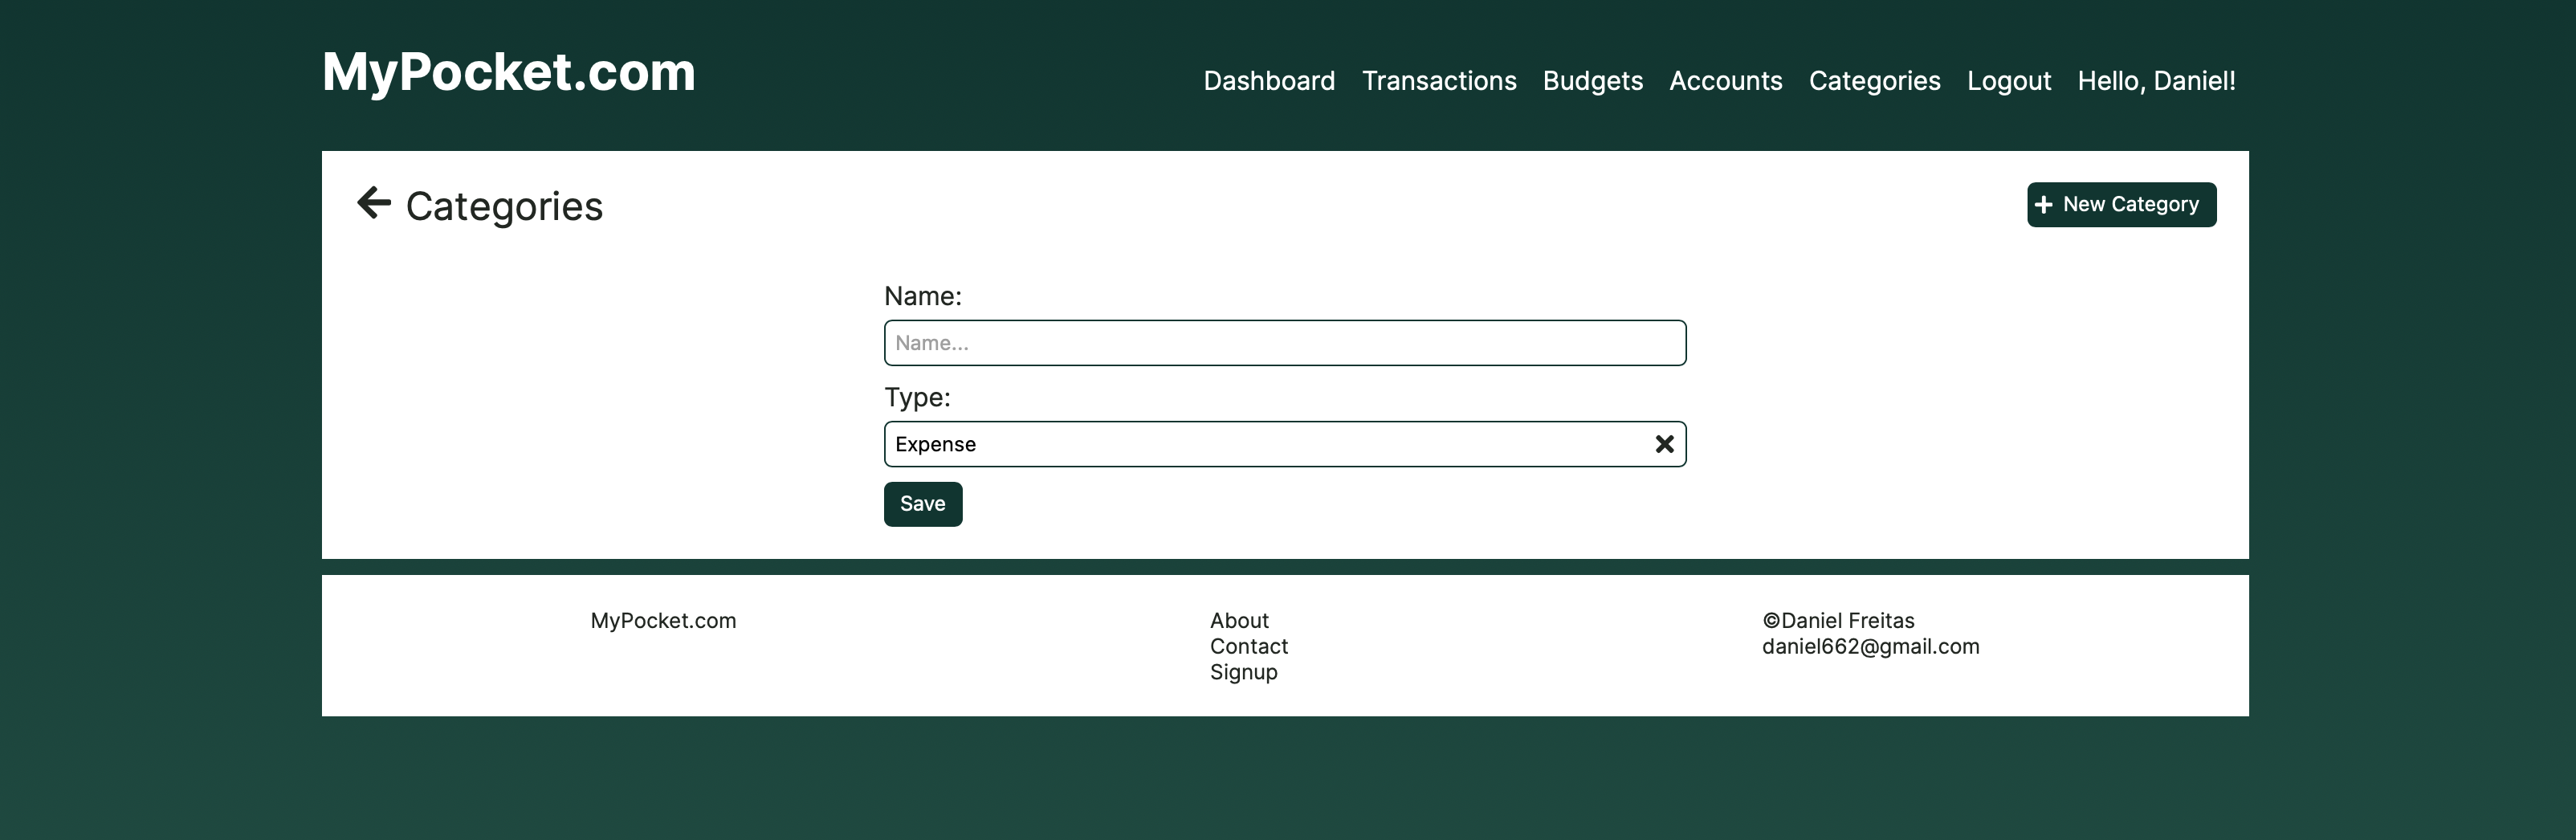 MyPocket.com
Dashboard Transactions Budgets Accounts Categories Logout Hello, Daniel!
Categories
New Category
Name:
Name...
Type:
Expense
Save
MyPocket.com
About
Contact
Signup
©Daniel Freitas
daniel662@gmail.com